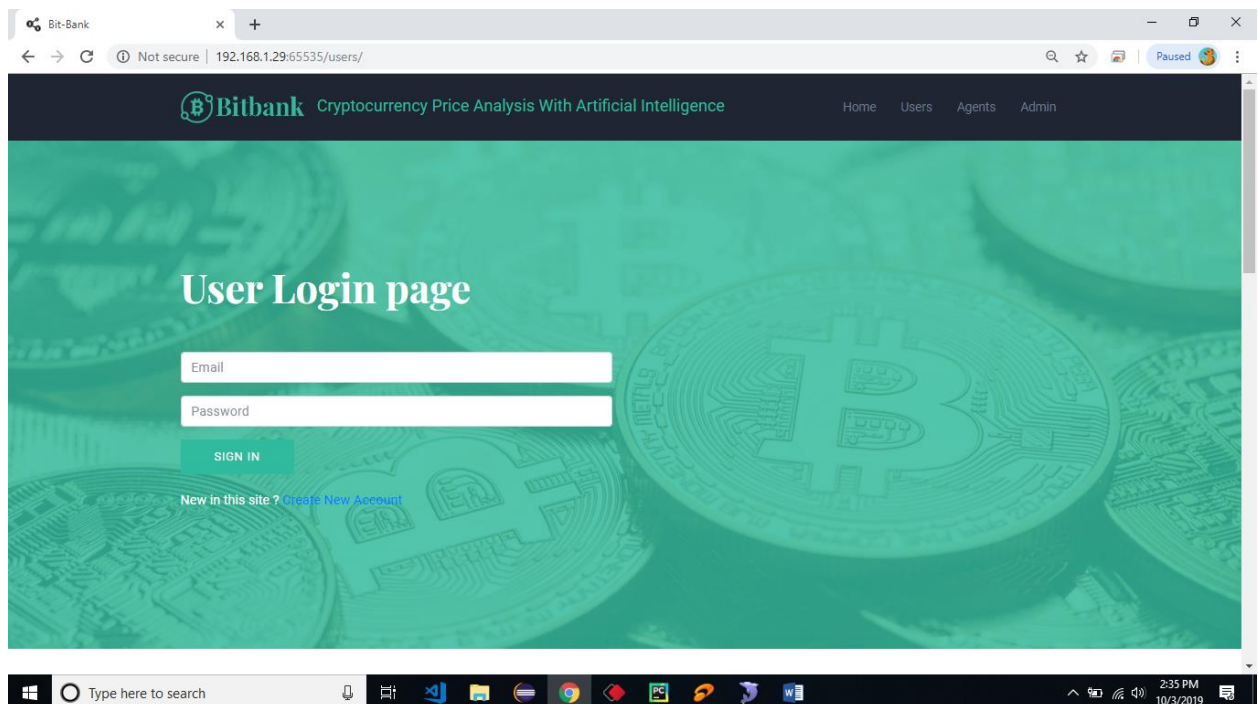 Bit-Bank
Not secure | 192.168.1.29:65535/users/
Paused
Bitbank Cryptocurrency Price Analysis With Artificial Intelligence
Home Users Agents Admin
User Login page
Email
Password
SIGN IN
New in this site ? Create New Account
Type here to search
2:35 PM
10/3/2019